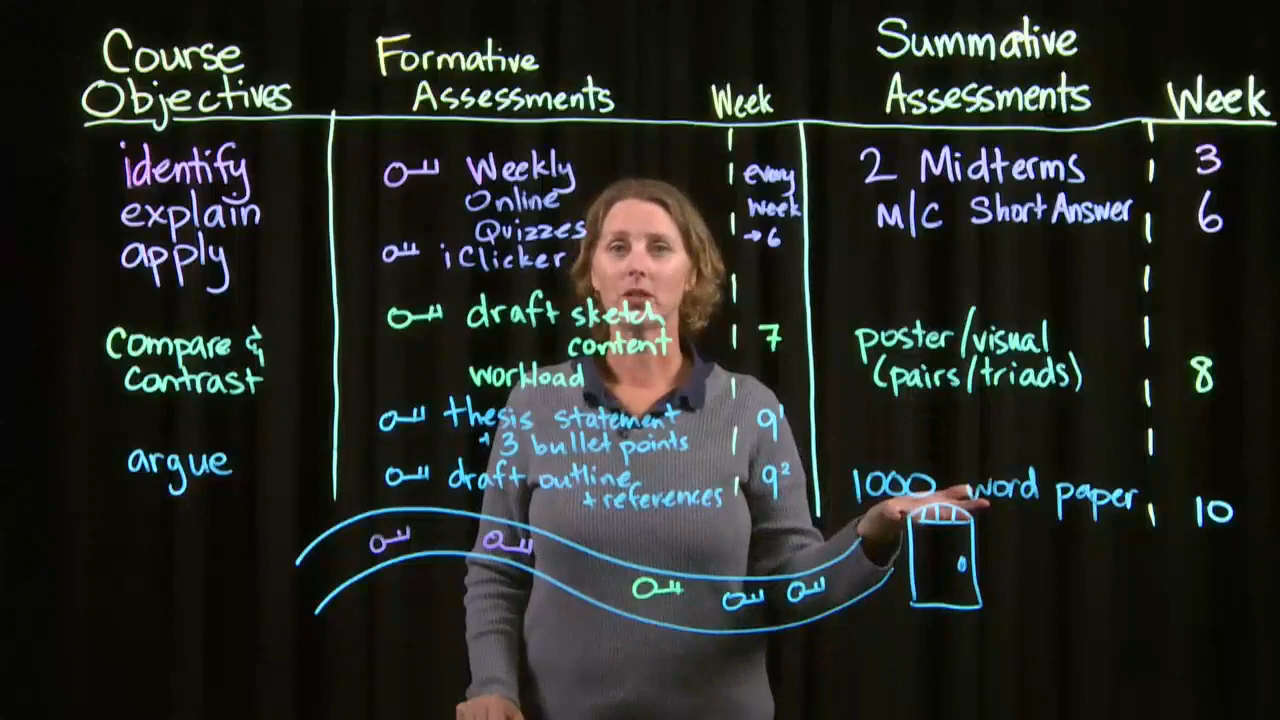 Course
Objectives
Formative
Assessments
Week
Summative
Assessments
Week
identify
explain
apply
Weekly
Online
Quizzes
iClicker
every
week
→6
2 Midterms
M/C Short Answer
3
6
Compare &
Contrast
draft sketch
content
workload
7
poster/visual
(pairs/triads)
8
argue
thesis statement
+ 3 bullet points
9¹
draft outline
+ references
9²
1000 word paper
10